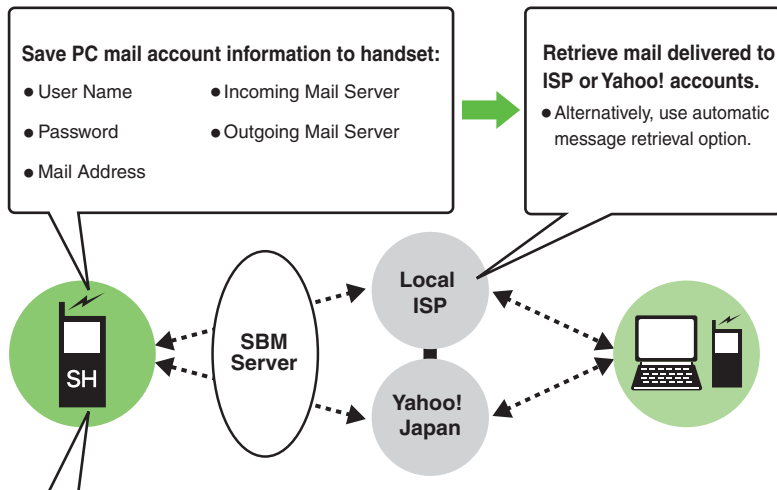 Save PC mail account information to handset:
● User Name
● Password
● Mail Address
● Incoming Mail Server
● Outgoing Mail Server
Retrieve mail delivered to
ISP or Yahoo! accounts.
● Alternatively, use automatic
message retrieval option.
SH
SBM
Server
Local
ISP
Yahoo!
Japan